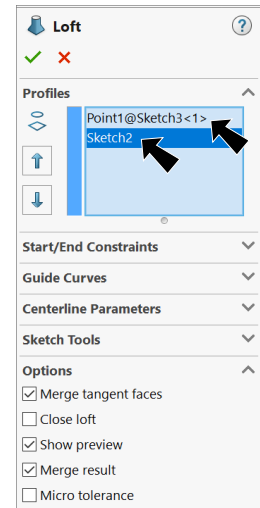 Loft
?
Profiles
Point1@Sketch3<1>
Sketch2
Start/End Constraints
Guide Curves
Centerline Parameters
Sketch Tools
Options
Merge tangent faces
Close loft
Show preview
Merge result
Micro tolerance